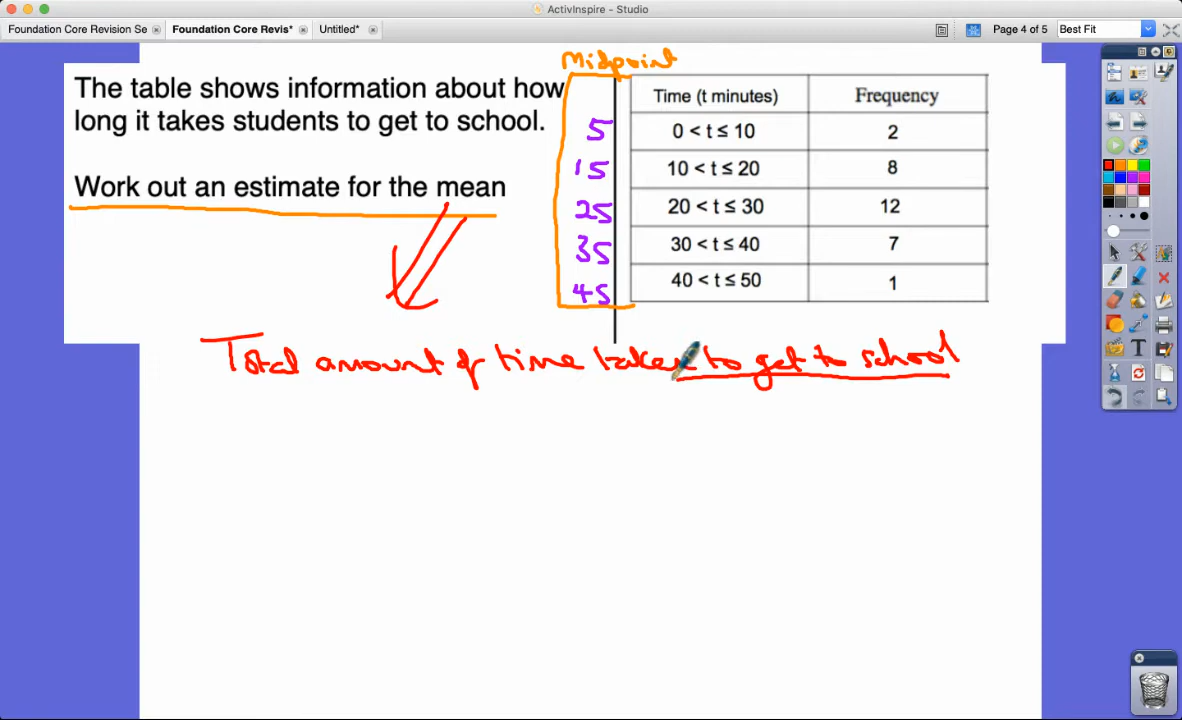 ActivInspire - Studio
Foundation Core Revision Se
Foundation Core Revis*
Untitled*
Page 4 of 5
Best Fit
Midpoint
The table shows information about how
long it takes students to get to school.
Work out an estimate for the mean
Time (t minutes) Frequency
5 0 < t ≤ 10 2
15 10 < t ≤ 20 8
25 20 < t ≤ 30 12
35 30 < t ≤ 40 7
45 40 < t ≤ 50 1
Total amount of time taken to get to school
T